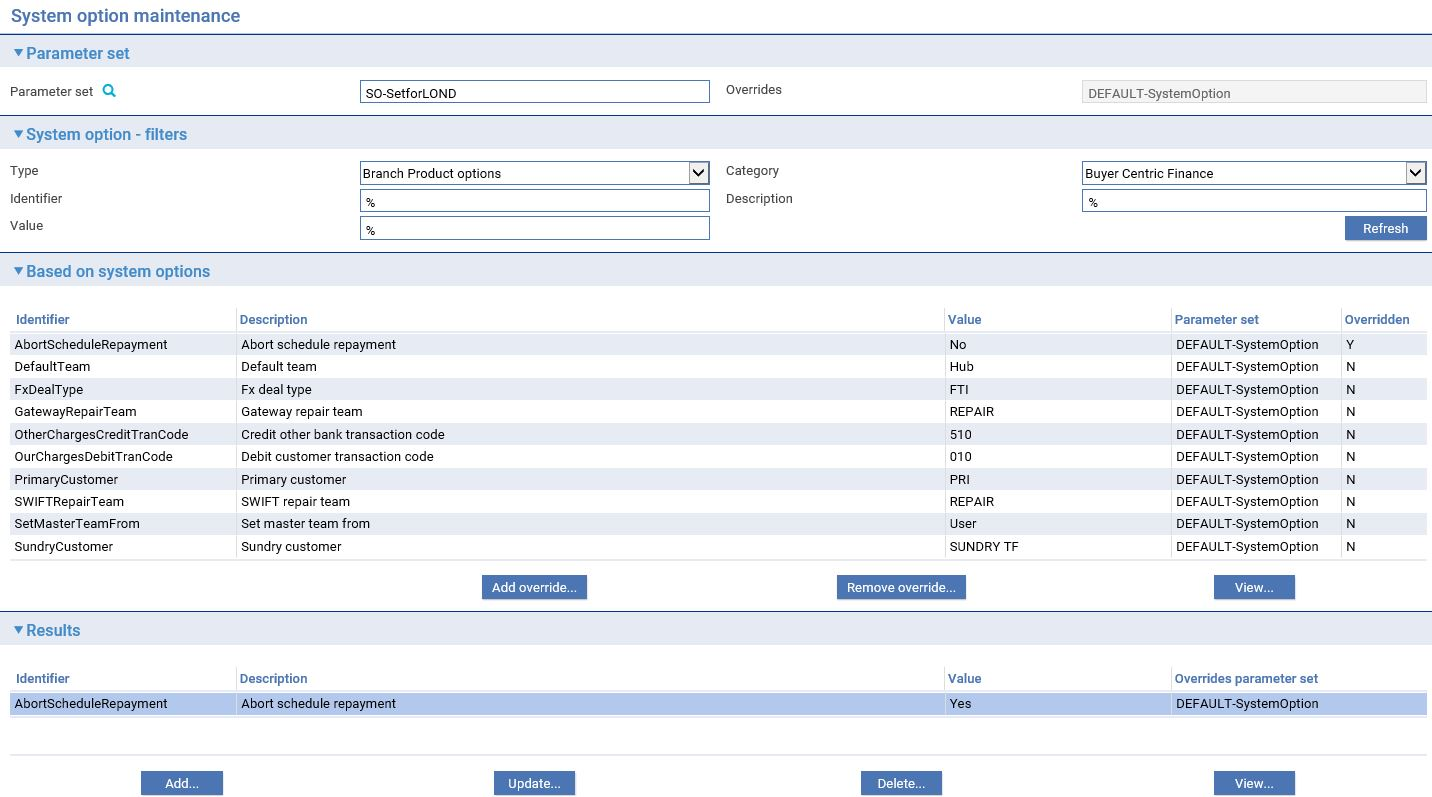 System option maintenance
Parameter set
Parameter set SO-SetforLOND Overrides DEFAULT-SystemOption
System option - filters
Type Branch Product options Category Buyer Centric Finance
Identifier % Description %
Value % Refresh
Based on system options
Identifier Description Value Parameter set Overridden
AbortScheduleRepayment Abort schedule repayment No DEFAULT-SystemOption Y
DefaultTeam Default team Hub DEFAULT-SystemOption N
FxDealType Fx deal type FTI DEFAULT-SystemOption N
GatewayRepairTeam Gateway repair team REPAIR DEFAULT-SystemOption N
OtherChargesCreditTranCode Credit other bank transaction code 510 DEFAULT-SystemOption N
OurChargesDebitTranCode Debit customer transaction code 010 DEFAULT-SystemOption N
PrimaryCustomer Primary customer PRI DEFAULT-SystemOption N
SWIFTRepairTeam SWIFT repair team REPAIR DEFAULT-SystemOption N
SetMasterTeamFrom Set master team from User DEFAULT-SystemOption N
SundryCustomer Sundry customer SUNDRY TF DEFAULT-SystemOption N
Add override... Remove override... View...
Results
Identifier Description Value Overrides parameter set
AbortScheduleRepayment Abort schedule repayment Yes DEFAULT-SystemOption
Add... Update... Delete... View...